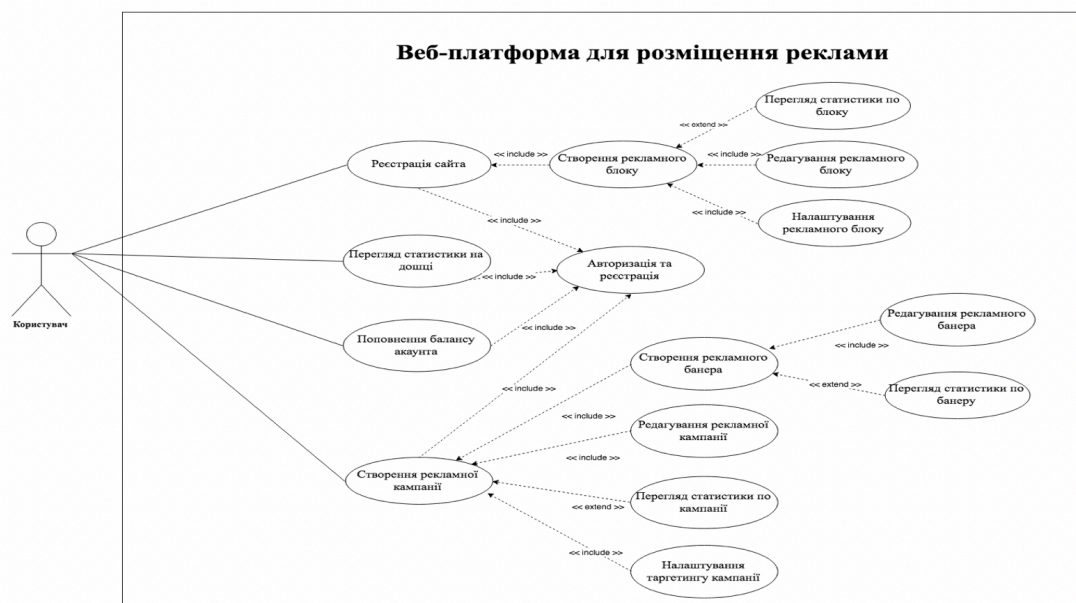 Веб-платформа для розміщення реклами
Перегляд статистики по
блоку
<< extend >>
Реєстрація сайта
<< include >>
Створення рекламного
блоку
<< include >>
Редагування рекламного
блоку
<< include >>
Налаштування
рекламного блоку
<< include >>
Перегляд статистики на
дошці
<< include >>
Авторизація та
реєстрація
Користувач
Поповнення балансу
акаунта
<< include >>
Редагування рекламного
банера
<< include >>
Створення рекламного
банера
<< extend >>
Перегляд статистики по
банеру
<< include >>
<< include >>
Редагування рекламної
кампанії
<< include >>
Створення рекламної
кампанії
Перегляд статистики по
кампанії
<< extend >>
<< include >>
Налаштування
таргетингу кампанії